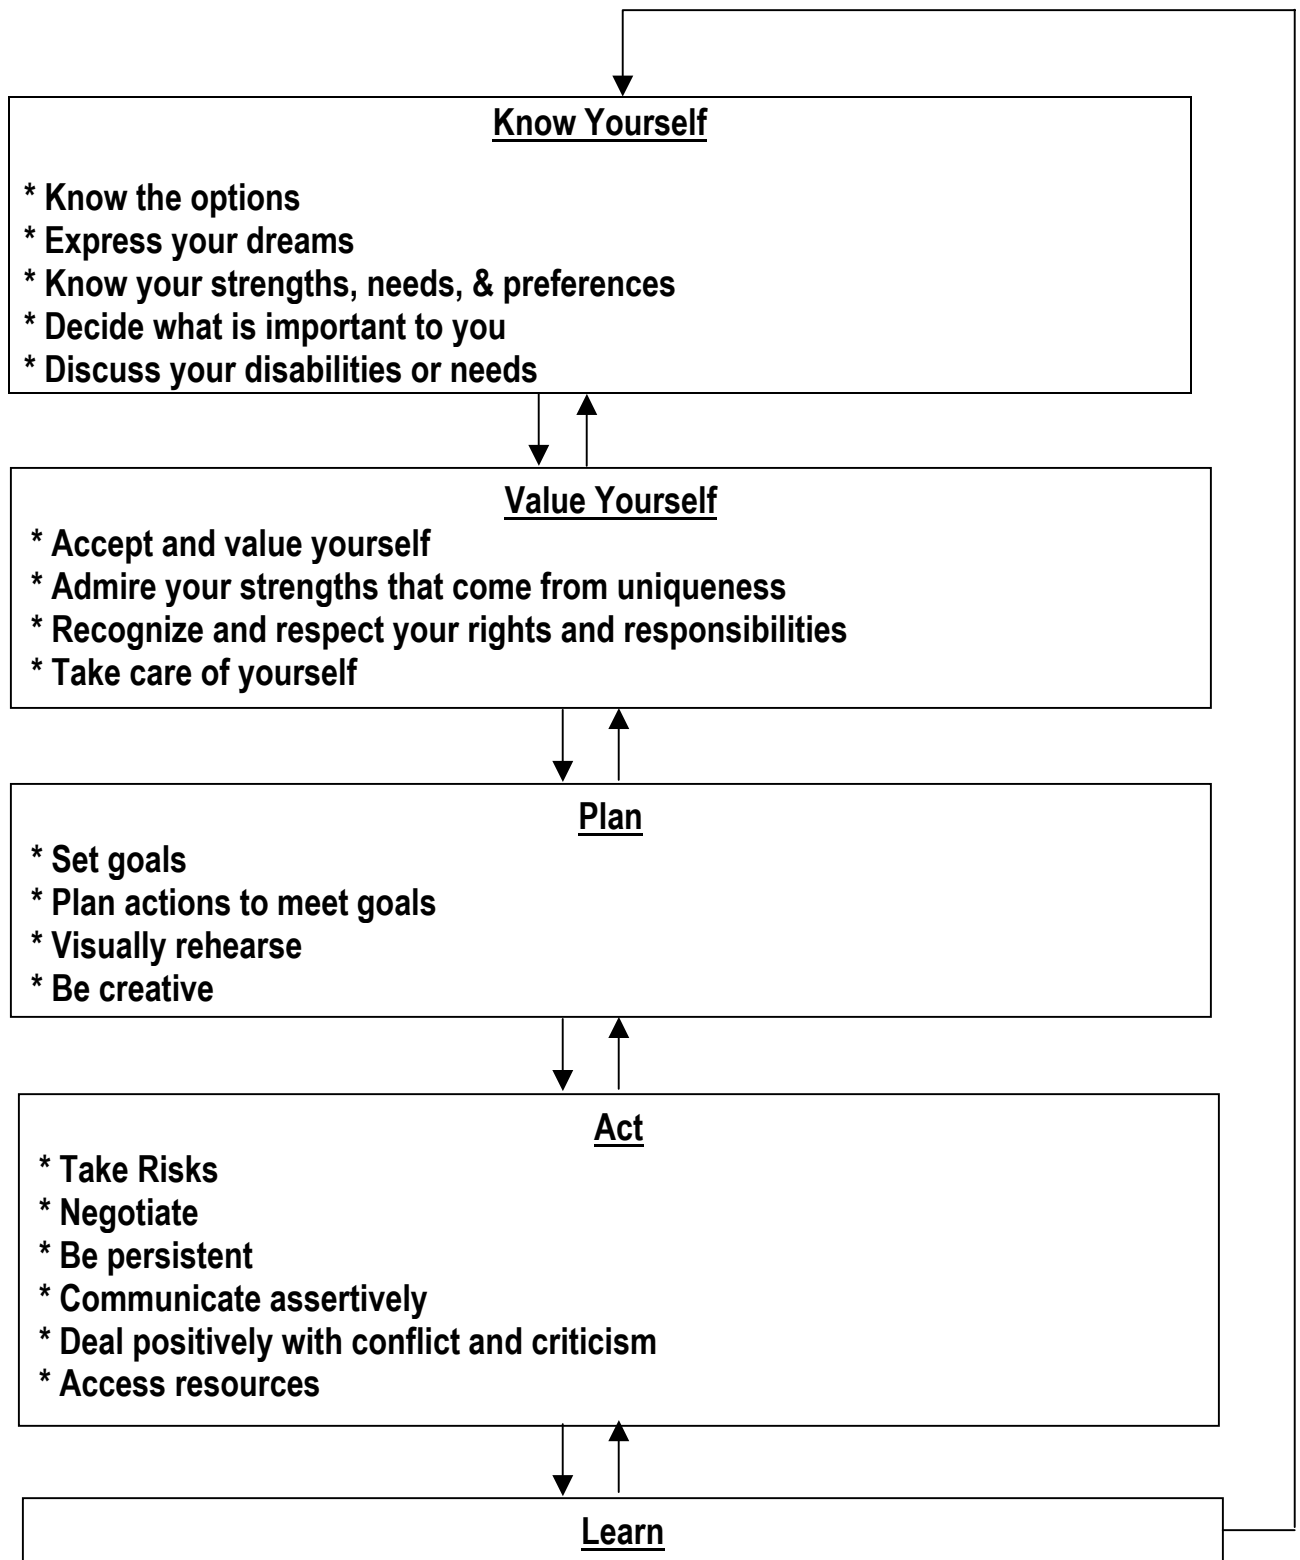 Know Yourself
* Know the options
* Express your dreams
* Know your strengths, needs, & preferences
* Decide what is important to you
* Discuss your disabilities or needs
Value Yourself
* Accept and value yourself
* Admire your strengths that come from uniqueness
* Recognize and respect your rights and responsibilities
* Take care of yourself
Plan
* Set goals
* Plan actions to meet goals
* Visually rehearse
* Be creative
Act
* Take Risks
* Negotiate
* Be persistent
* Communicate assertively
* Deal positively with conflict and criticism
* Access resources
Learn